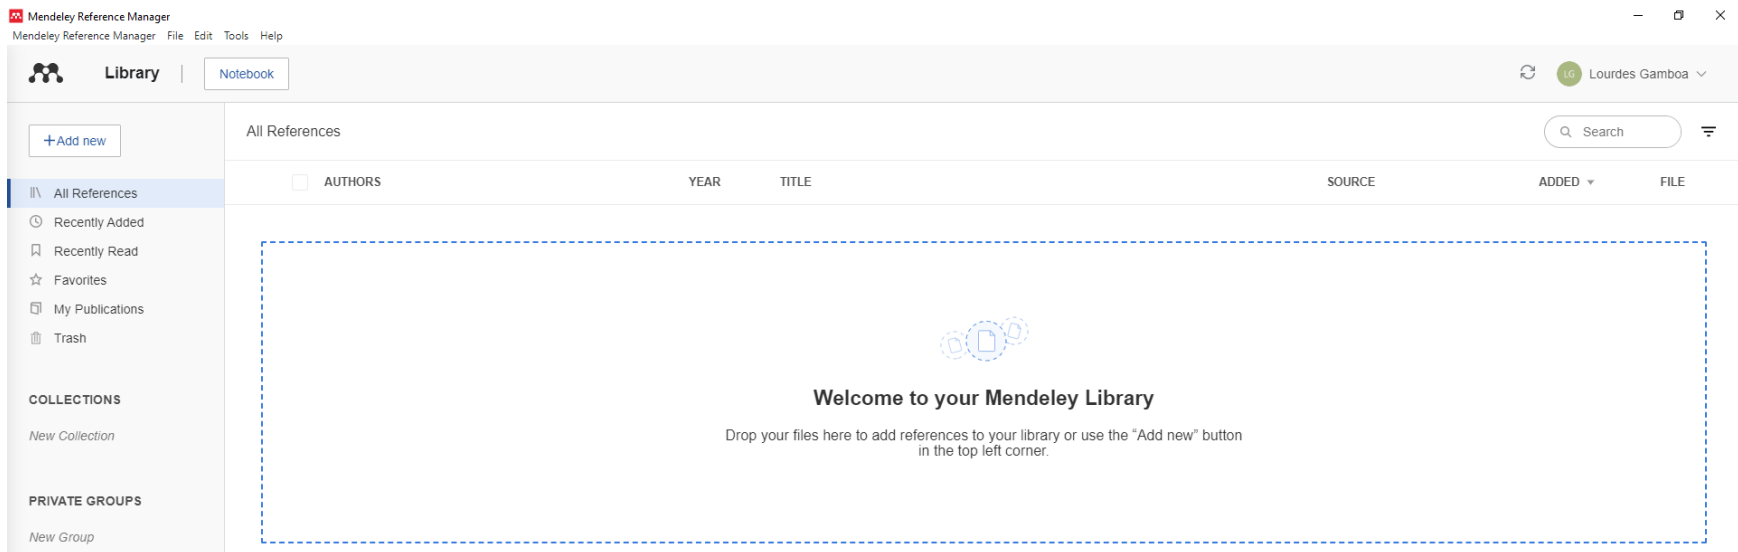 Mendeley Reference Manager
Mendeley Reference Manager File Edit Tools Help
Library Notebook LG Lourdes Gamboa
+Add new
All References Search
AUTHORS YEAR TITLE SOURCE ADDED FILE
All References
Recently Added
Recently Read
Favorites
My Publications
Trash
COLLECTIONS
New Collection
PRIVATE GROUPS
New Group
Welcome to your Mendeley Library
Drop your files here to add references to your library or use the “Add new” button
in the top left corner.